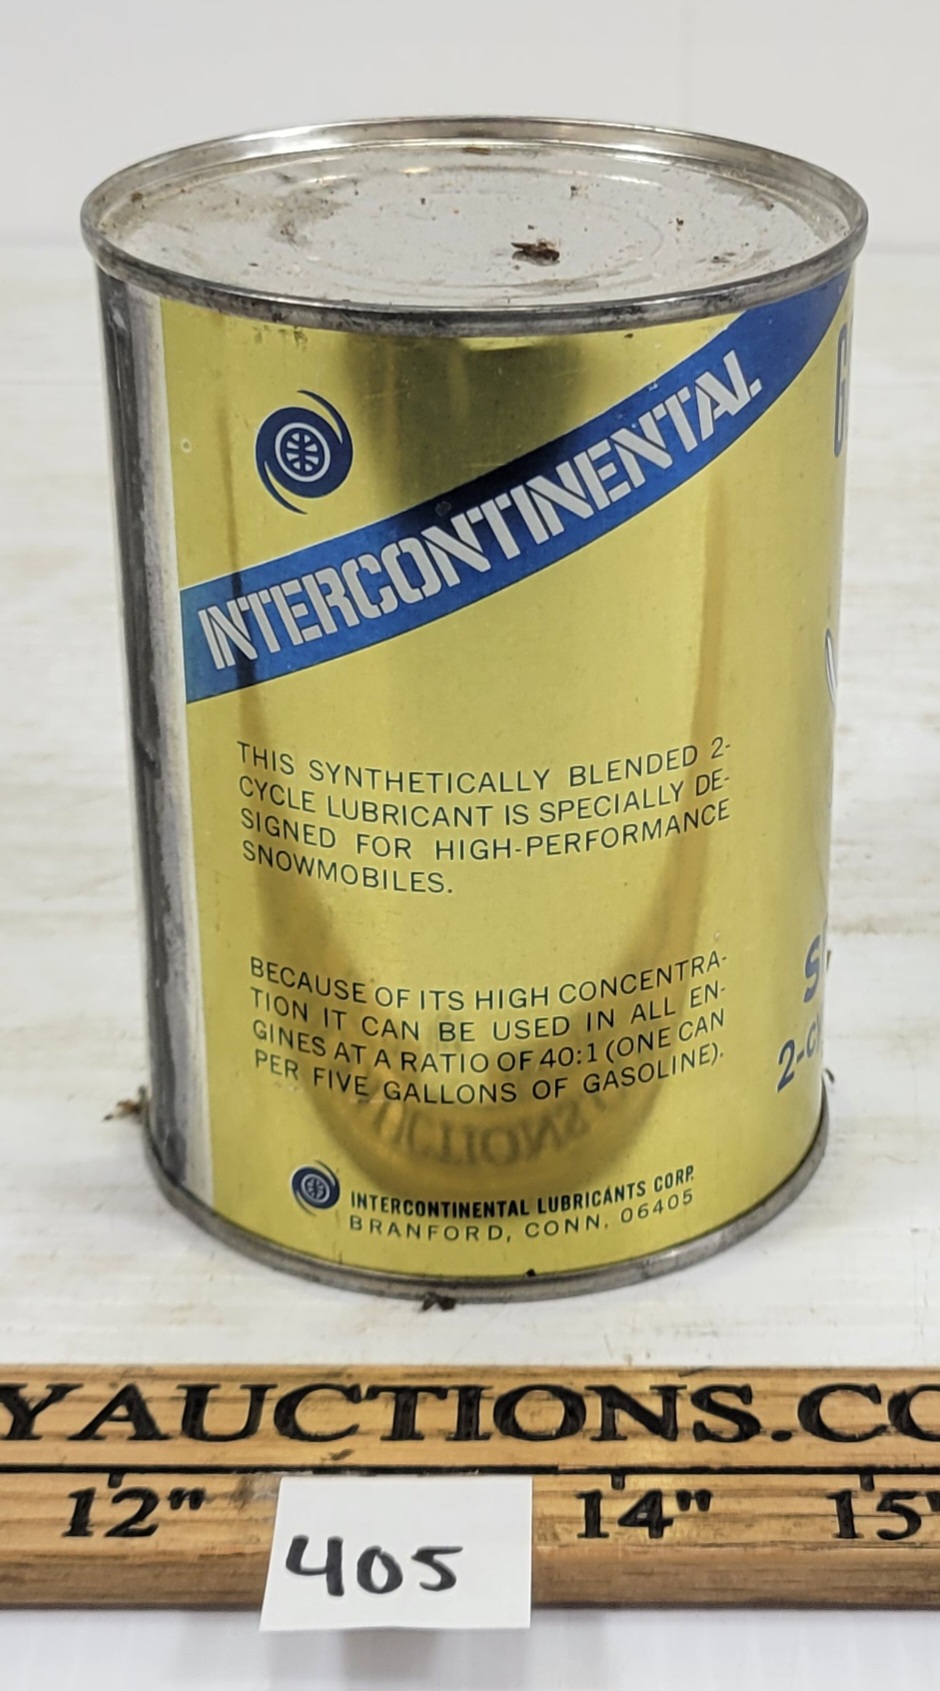 INTERCONTINENTAL
THIS SYNTHETICALLY BLENDED 2-
CYCLE LUBRICANT IS SPECIALLY DE-
SIGNED FOR HIGH-PERFORMANCE
SNOWMOBILES.
BECAUSE OF ITS HIGH CONCENTRA-
TION IT CAN BE USED IN ALL EN-
GINES AT A RATIO OF 40:1 (ONE CAN
PER FIVE GALLONS OF GASOLINE).
INTERCONTINENTAL LUBRICANTS CORP.
BRANFORD, CONN. 06405
Y AUCTIONS.CO
12" 14" 15"
405